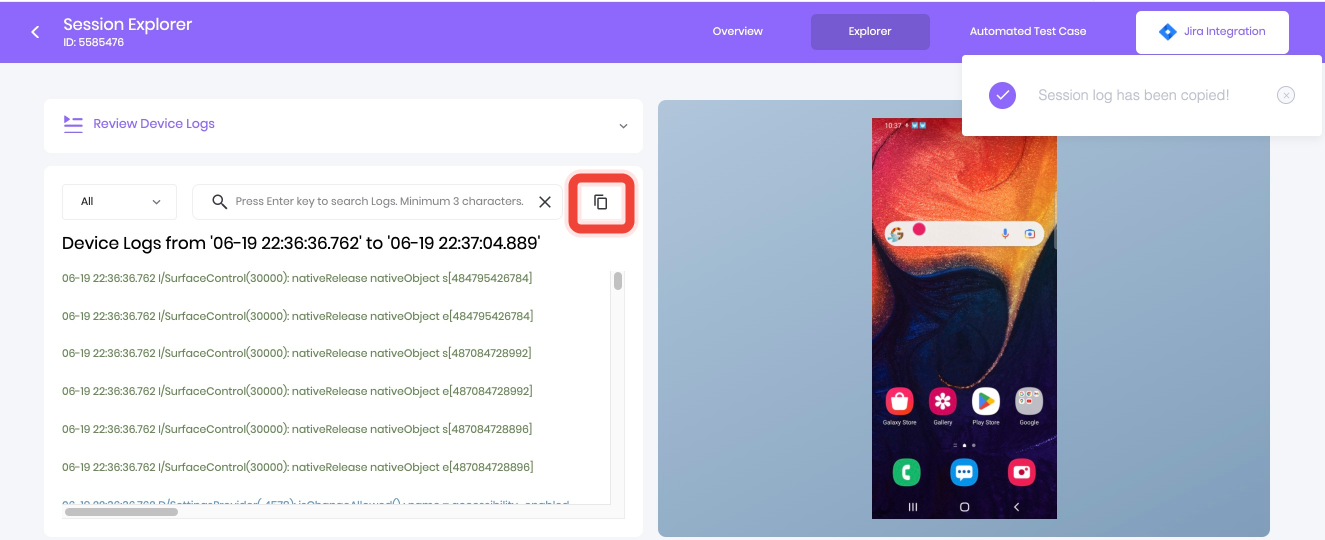 Session Explorer
ID: 5585476
Overview
Explorer
Automated Test Case
Jira Integration
Session log has been copied!
Review Device Logs
All
Press Enter key to search Logs. Minimum 3 characters.
Device Logs from '06-19 22:36:36.762' to '06-19 22:37:04.889'
06-19 22:36:36.762 I/SurfaceControl(30000): nativeRelease nativeObject s[484795426784]
06-19 22:36:36.762 I/SurfaceControl(30000): nativeRelease nativeObject e[484795426784]
06-19 22:36:36.762 I/SurfaceControl(30000): nativeRelease nativeObject s[487084728992]
06-19 22:36:36.762 I/SurfaceControl(30000): nativeRelease nativeObject e[487084728992]
06-19 22:36:36.762 I/SurfaceControl(30000): nativeRelease nativeObject s[487084728896]
06-19 22:36:36.762 I/SurfaceControl(30000): nativeRelease nativeObject e[487084728896]
10:37
Galaxy Store
Gallery
Play Store
Google